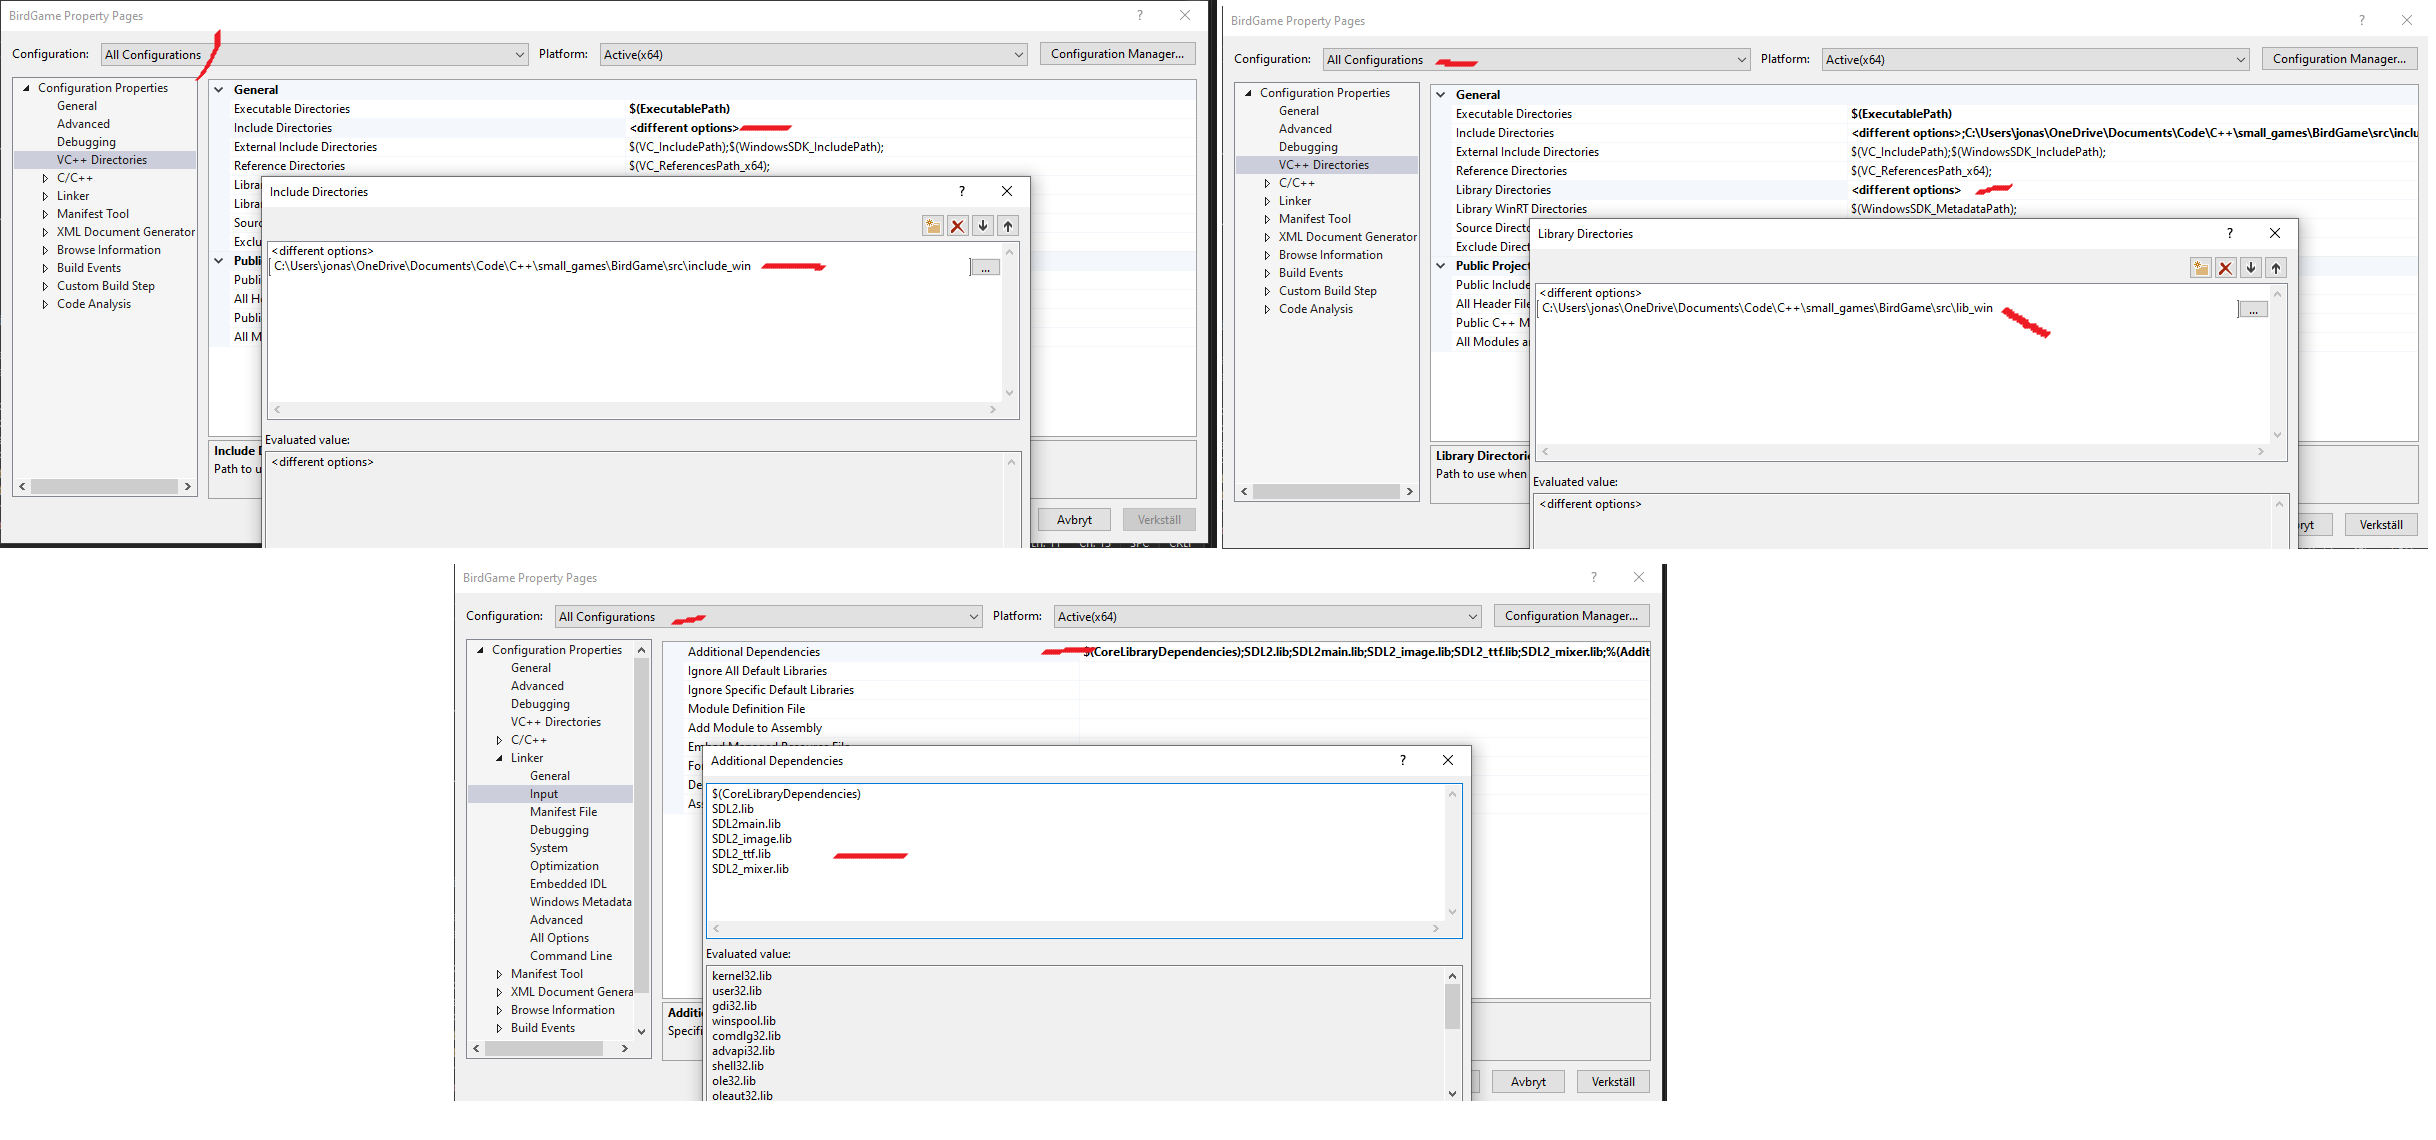 BirdGame Property Pages
Configuration: All Configurations Platform: Active(x64) Configuration Manager...
Configuration Properties
General
Advanced
Debugging
VC++ Directories
C/C++
Linker
Manifest Tool
XML Document Generator
Browse Information
Build Events
Custom Build Step
Code Analysis
General
Executable Directories $(ExecutablePath)
Include Directories <different options>
External Include Directories $(VC_IncludePath);$(WindowsSDK_IncludePath);
Reference Directories $(VC_ReferencesPath_x64);
Librar
Librar
Sourc
Exclu
Publi
Publi
All He
Publi
All M
Include D
Path to u
Include Directories
<different options>
C:\Users\jonas\OneDrive\Documents\Code\C++\small_games\BirdGame\src\include_win ...
Evaluated value:
<different options>
Avbryt Verkställ
BirdGame Property Pages
Configuration: All Configurations Platform: Active(x64) Configuration Manager...
Configuration Properties
General
Advanced
Debugging
VC++ Directories
C/C++
Linker
Manifest Tool
XML Document Generator
Browse Information
Build Events
Custom Build Step
Code Analysis
General
Executable Directories $(ExecutablePath)
Include Directories <different options>;C:\Users\jonas\OneDrive\Documents\Code\C++\small_games\BirdGame\src\inclu
External Include Directories $(VC_IncludePath);$(WindowsSDK_IncludePath);
Reference Directories $(VC_ReferencesPath_x64);
Library Directories <different options>
Library WinRT Directories $(WindowsSDK_MetadataPath);
Source Direct
Exclude Direct
Public Project
Public Include
All Header File
Public C++ M
All Modules a
Library Directorie
Path to use when
Library Directories
<different options>
C:\Users\jonas\OneDrive\Documents\Code\C++\small_games\BirdGame\src\lib_win ...
Evaluated value:
<different options>
ryt Verkställ
BirdGame Property Pages
Configuration: All Configurations Platform: Active(x64) Configuration Manager...
Configuration Properties
General
Advanced
Debugging
VC++ Directories
C/C++
Linker
General
Input
Manifest File
Debugging
System
Optimization
Embedded IDL
Windows Metadata
Advanced
All Options
Command Line
Manifest Tool
XML Document Genera
Browse Information
Build Events
Additional Dependencies $(CoreLibraryDependencies);SDL2.lib;SDL2main.lib;SDL2_image.lib;SDL2_ttf.lib;SDL2_mixer.lib;%(Addit
Ignore All Default Libraries
Ignore Specific Default Libraries
Module Definition File
Add Module to Assembly
Embed Managed Resource File
Fo
De
As
Additi
Specifi
Additional Dependencies
$(CoreLibraryDependencies)
SDL2.lib
SDL2main.lib
SDL2_image.lib
SDL2_ttf.lib
SDL2_mixer.lib
Evaluated value:
kernel32.lib
user32.lib
gdi32.lib
winspool.lib
comdlg32.lib
advapi32.lib
shell32.lib
ole32.lib
oleaut32.lib
Avbryt Verkställ